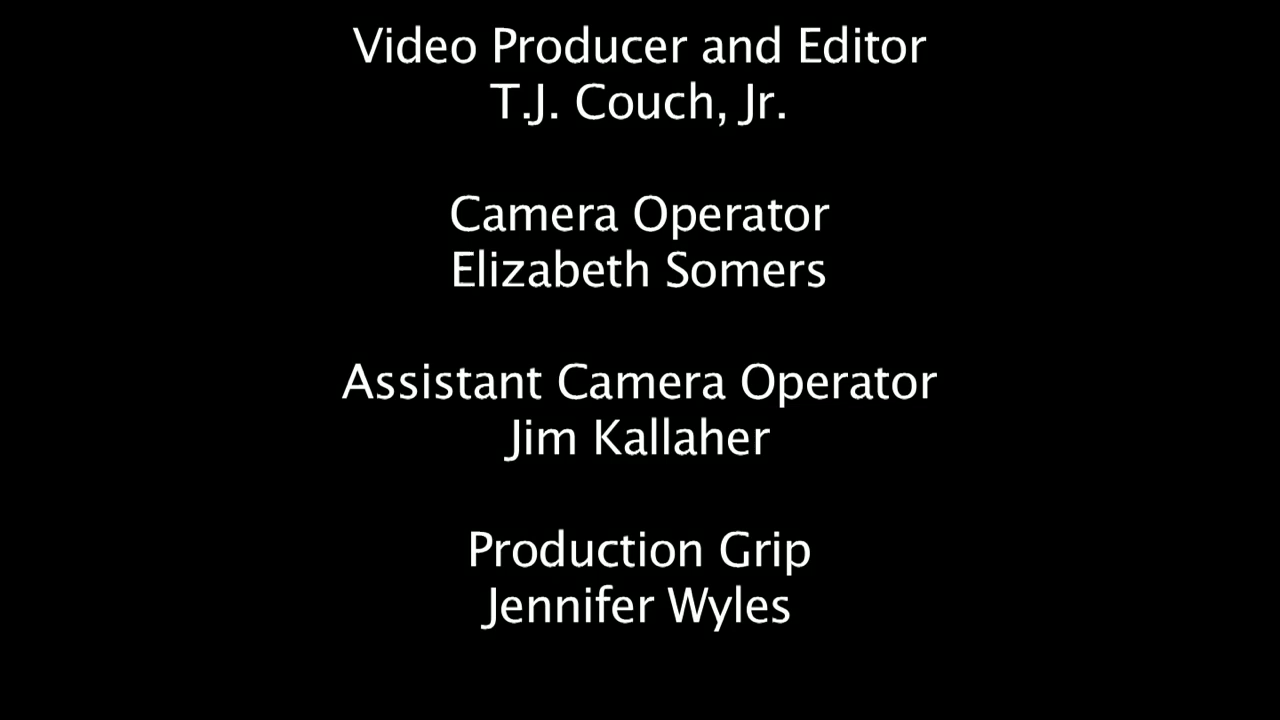 Video Producer and Editor
T.J. Couch, Jr.
Camera Operator
Elizabeth Somers
Assistant Camera Operator
Jim Kallaher
Production Grip
Jennifer Wyles